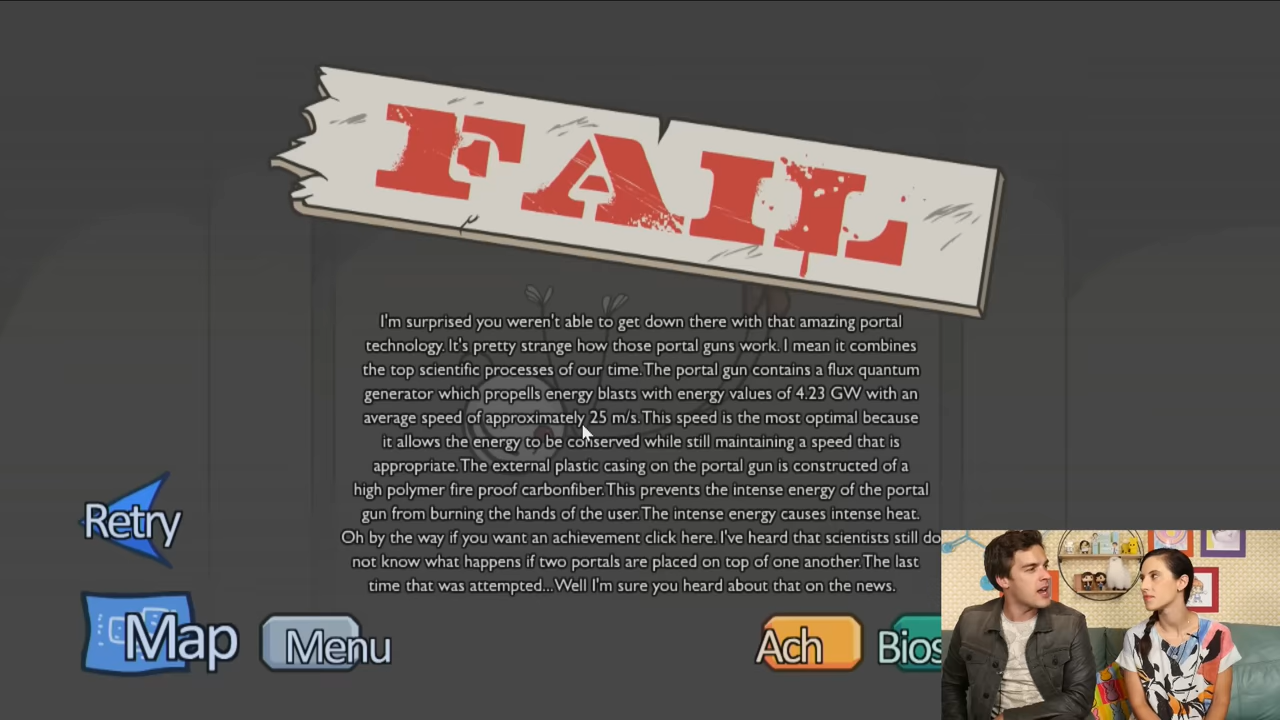 FAIL
I'm surprised you weren't able to get down there with that amazing portal
technology. It's pretty strange how those portal guns work. I mean it combines
the top scientific processes of our time. The portal gun contains a flux quantum
generator which propells energy blasts with energy values of 4.23 GW with an
average speed of approximately 25 m/s. This speed is the most optimal because
it allows the energy to be conserved while still maintaining a speed that is
appropriate. The external plastic casing on the portal gun is constructed of a
high polymer fire proof carbonfiber. This prevents the intense energy of the portal
gun from burning the hands of the user. The intense energy causes intense heat.
Oh by the way if you want an achievement click here. I've heard that scientists still do
not know what happens if two portals are placed on top of one another. The last
time that was attempted... Well I'm sure you heard about that on the news.
Retry
Map
Menu
Ach
Bios